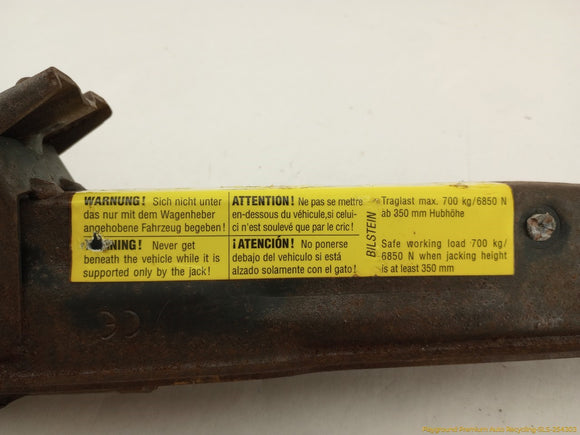 WARNUNG! Sich nicht unter
das nur mit dem Wagenheber
angehobene Fahrzeug begeben!
ATTENTION! Ne pas se mettre
en-dessous du véhicule,si celui-
ci n'est soulevé que par le cric!
NING! Never get
beneath the vehicle while it is
supported only by the jack!
¡ATENCIÓN! No ponerse
debajo del vehiculo si está
alzado solamente con el gato!
BILSTEIN
Traglast max. 700 kg/6850 N
ab 350 mm Hubhöhe
Safe working load 700 kg/
6850 N when jacking height
is at least 350 mm
CE
Playground Premium Auto Recycling-SLS-264303